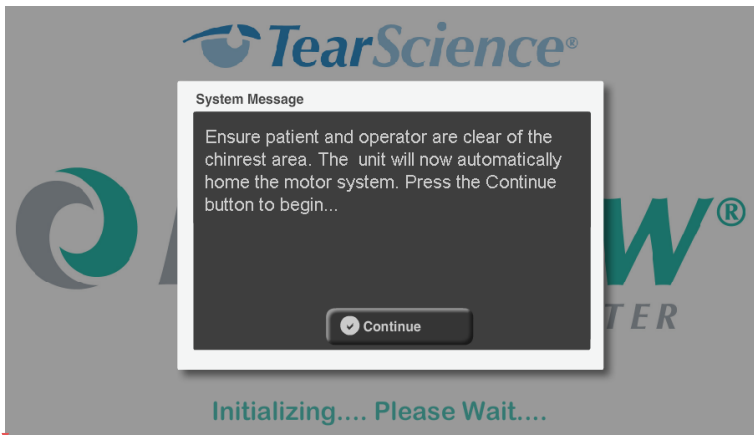 TearScience®
System Message
Ensure patient and operator are clear of the
chinrest area. The unit will now automatically
home the motor system. Press the Continue
button to begin...
W®
TER
Continue
Initializing.... Please Wait....